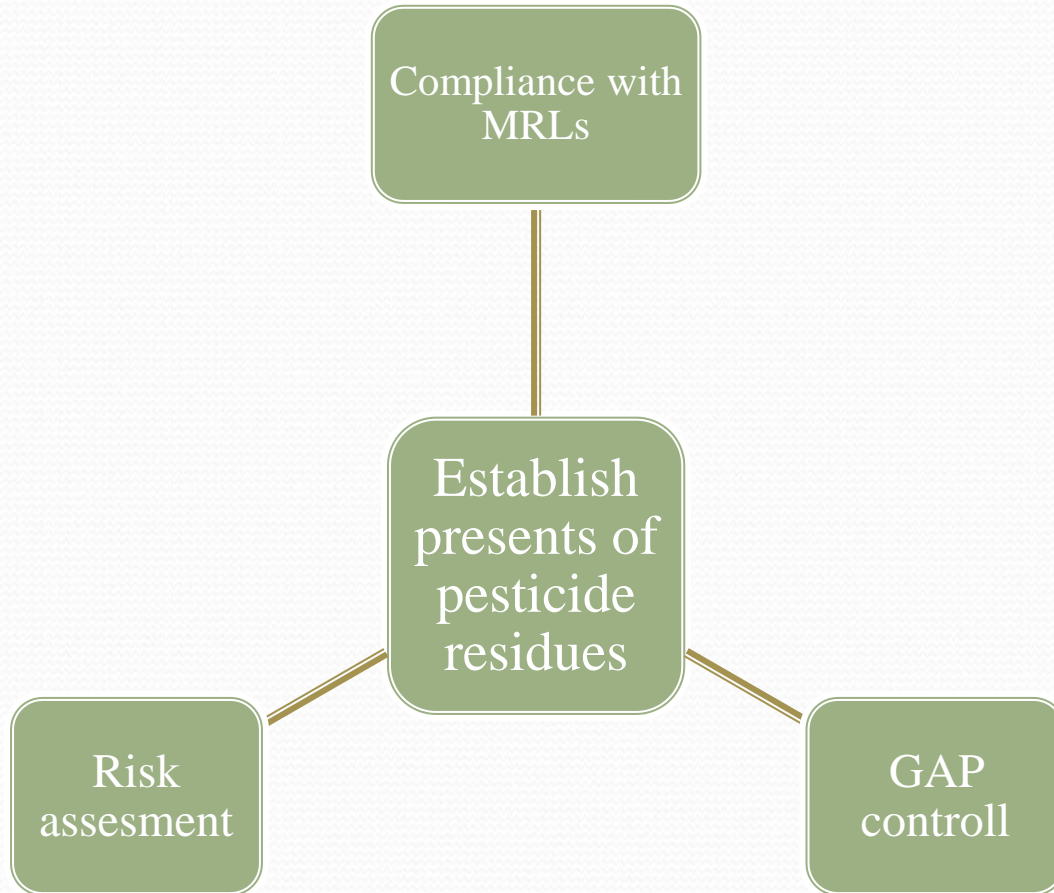 Compliance with
MRLs
Establish
presents of
pesticide
residues
Risk
assesment
GAP
controll